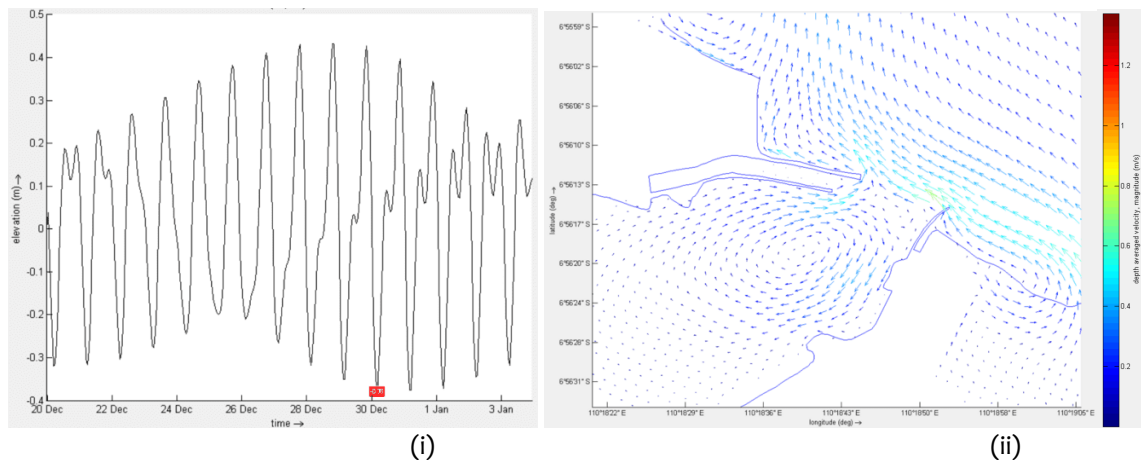 0.5
0.4
0.3
0.2
0.1
0
-0.1
-0.2
-0.3
-0.4
elevation (m) →
20 Dec 22 Dec 24 Dec 26 Dec 28 Dec 30 Dec 1 Jan 3 Jan
time →
(i)
6°55'59" S
6°56'02" S
6°56'06" S
6°56'10" S
6°56'13" S
6°56'17" S
6°56'20" S
6°56'24" S
6°56'28" S
6°56'31" S
latitude (deg) →
110°18'22" E 110°18'29" E 110°18'36" E 110°18'43" E 110°18'50" E 110°18'58" E 110°19'05" E
longitude (deg) →
1.2
1
0.8
0.6
0.4
0.2
depth averaged velocity, magnitude (m/s)
(ii)